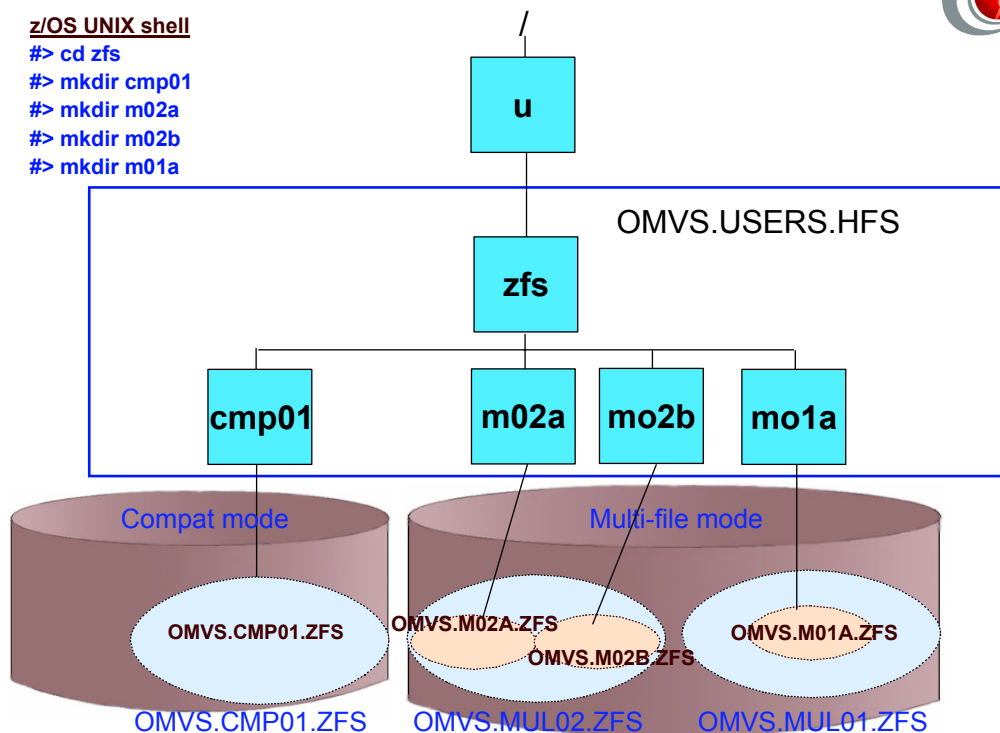 z/OS UNIX shell
#> cd zfs
#> mkdir cmp01
#> mkdir m02a
#> mkdir m02b
#> mkdir m01a
/
u
OMVS.USERS.HFS
zfs
cmp01
m02a
mo2b
mo1a
Compat mode
Multi-file mode
OMVS.CMP01.ZFS
OMVS.M02A.ZFS
OMVS.M02B.ZFS
OMVS.M01A.ZFS
OMVS.CMP01.ZFS
OMVS.MUL02.ZFS
OMVS.MUL01.ZFS